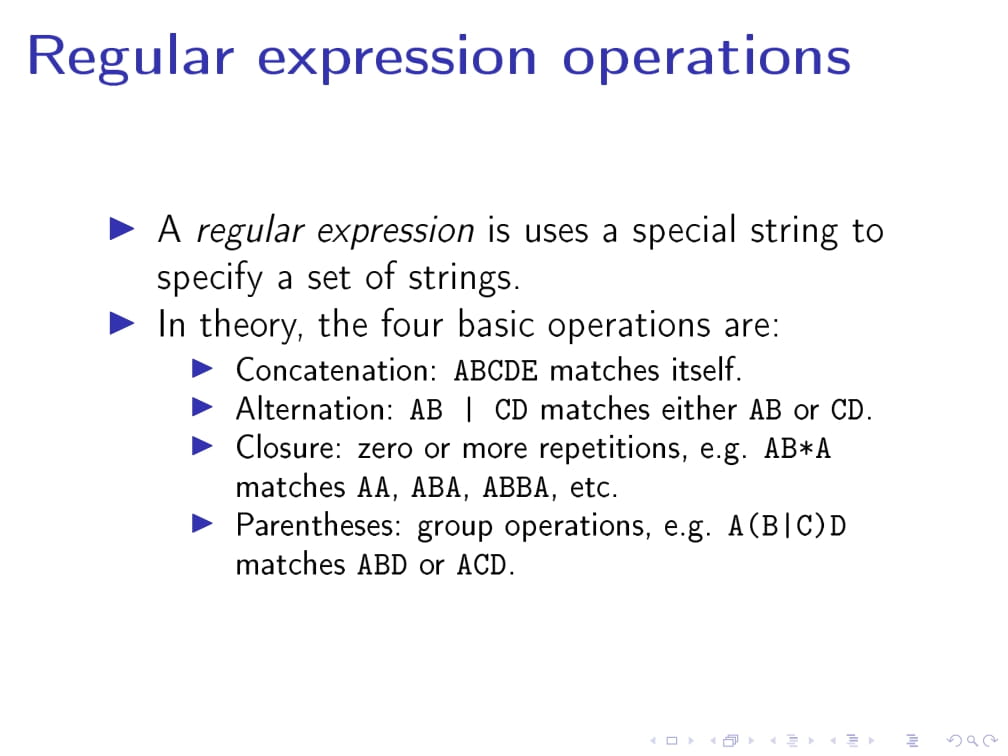 Regular expression operations
A regular expression is uses a special string to
specify a set of strings.
In theory, the four basic operations are:
Concatenation: ABCDE matches itself.
Alternation: AB | CD matches either AB or CD.
Closure: zero or more repetitions, e.g. AB*A
matches AA, ABA, ABBA, etc.
Parentheses: group operations, e.g. A(B|C)D
matches ABD or ACD.